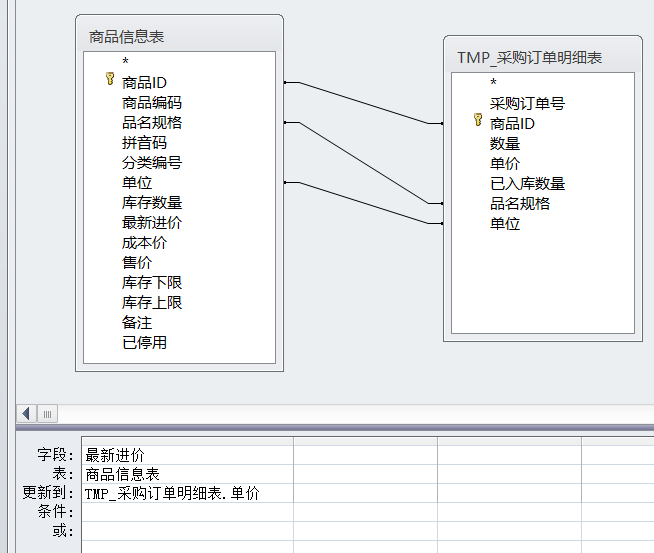 商品信息表
*
商品ID
商品编码
品名规格
拼音码
分类编号
单位
库存数量
最新进价
成本价
售价
库存下限
库存上限
备注
已停用
TMP_采购订单明细表
*
采购订单号
商品ID
数量
单价
已入库数量
品名规格
单位
字段: 最新进价
表: 商品信息表
更新到: TMP_采购订单明细表.单价
条件:
或: